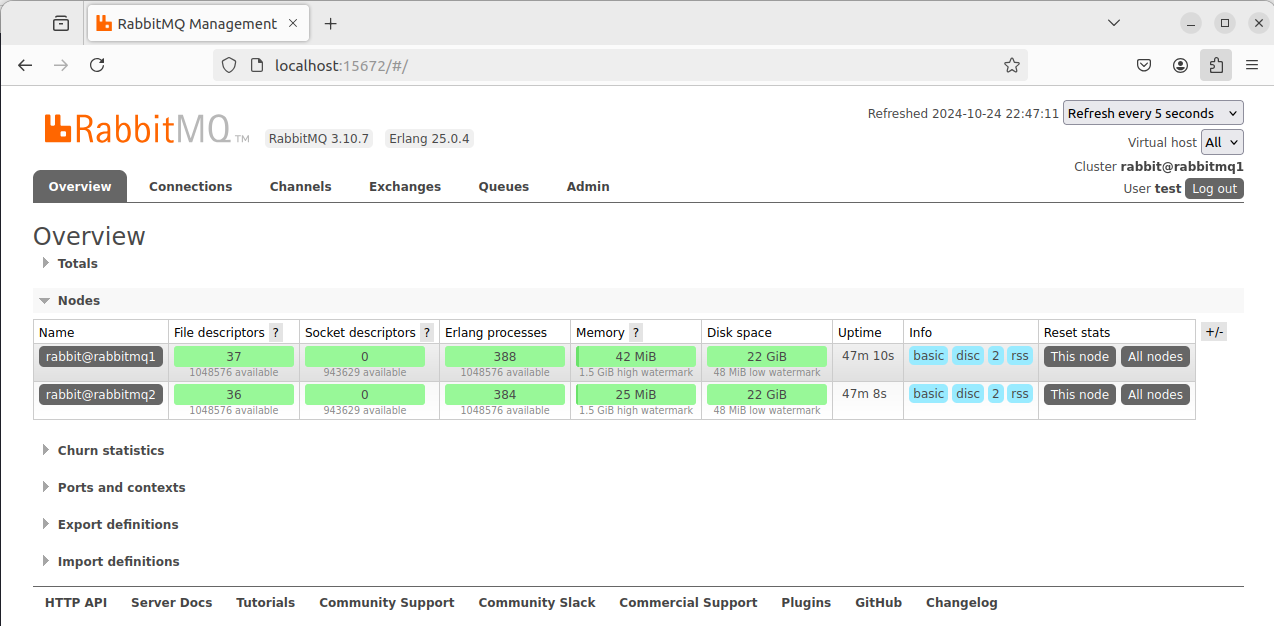 RabbitMQ Management
localhost:15672/#/
RabbitMQ TM RabbitMQ 3.10.7 Erlang 25.0.4
Refreshed 2024-10-24 22:47:11 Refresh every 5 seconds
Virtual host All
Cluster rabbit@rabbitmq1
User test Log out
Overview Connections Channels Exchanges Queues Admin
Overview
Totals
Nodes
Name File descriptors ? Socket descriptors ? Erlang processes Memory ? Disk space Uptime Info Reset stats +/-
rabbit@rabbitmq1 37 0 388 42 MiB 22 GiB 47m 10s basic disc 2 rss This node All nodes
1048576 available 943629 available 1048576 available 1.5 GiB high watermark 48 MiB low watermark
rabbit@rabbitmq2 36 0 384 25 MiB 22 GiB 47m 8s basic disc 2 rss This node All nodes
1048576 available 943629 available 1048576 available 1.5 GiB high watermark 48 MiB low watermark
Churn statistics
Ports and contexts
Export definitions
Import definitions
HTTP API Server Docs Tutorials Community Support Community Slack Commercial Support Plugins GitHub Changelog